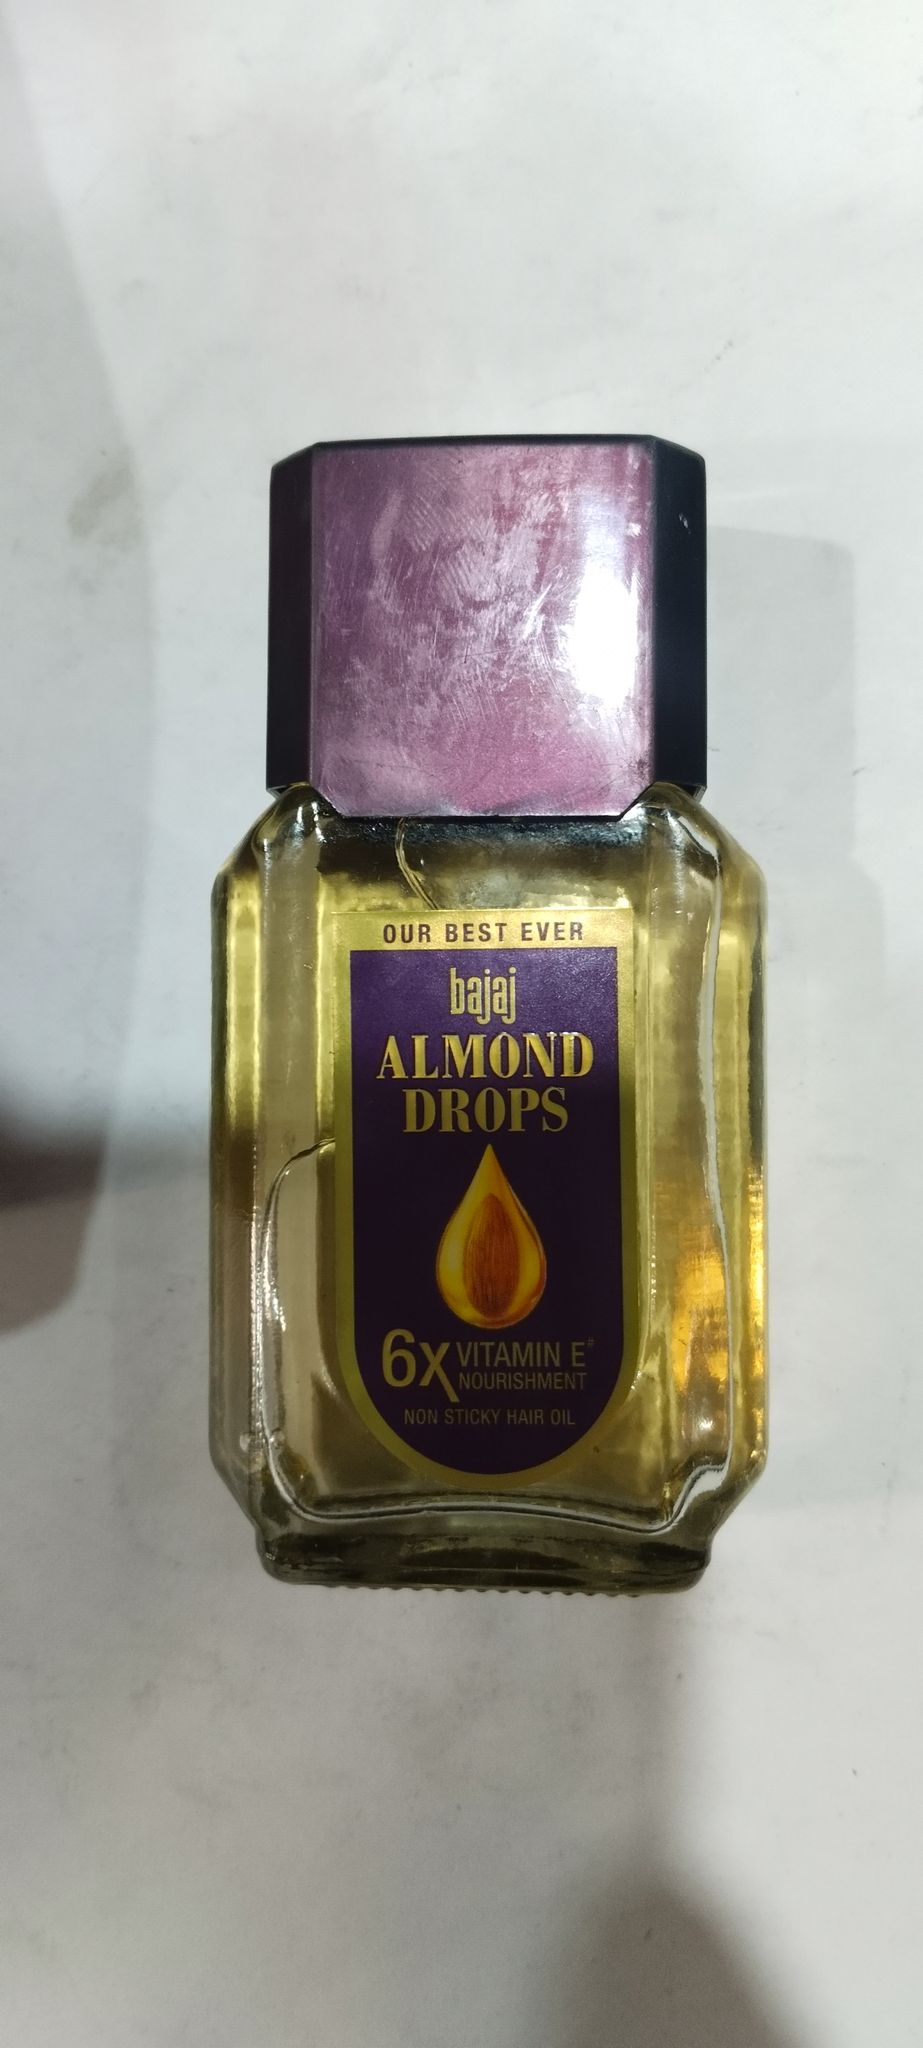 OUR BEST EVER
bajaj
ALMOND
DROPS
6X VITAMIN E#
NOURISHMENT
NON STICKY HAIR OIL